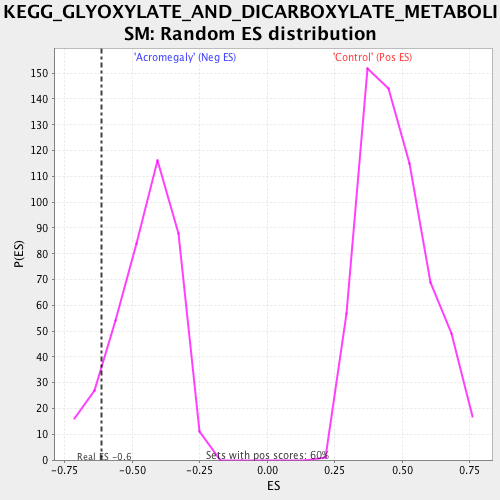 KEGG_GLYOXYLATE_AND_DICARBOXYLATE_METABOLI
SM: Random ES distribution
'Acromegaly' (Neg ES)
'Control' (Pos ES)
150
140
130
120
110
100
90
80
70
60
50
40
30
20
10
0
P(ES)
Real ES -0.6
Sets with pos scores: 60%
-0.75
-0.50
-0.25
0.00
0.25
0.50
0.75
ES